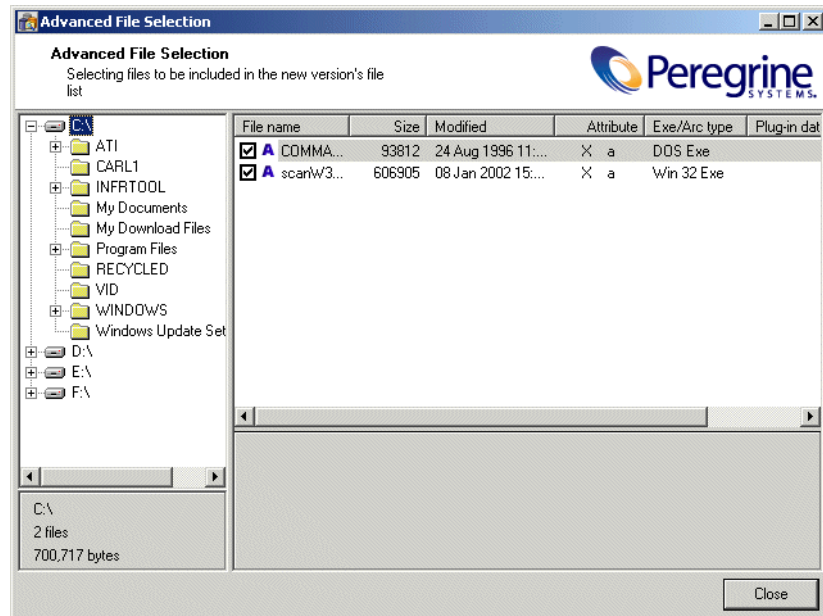 Advanced File Selection
Advanced File Selection
Selecting files to be included in the new version's file
list
Peregrine
SYSTEMS
C:\
ATI
CARL1
INFRTOOL
My Documents
My Download Files
Program Files
RECYCLED
VID
WINDOWS
Windows Update Set
D:\
E:\
F:\
C:\
2 files
700,717 bytes
File name Size Modified Attribute Exe/Arc type Plug-in dat
A COMMA... 93812 24 Aug 1996 11:... X a DOS Exe
A scanW3... 606905 08 Jan 2002 15:... X a Win 32 Exe
Close